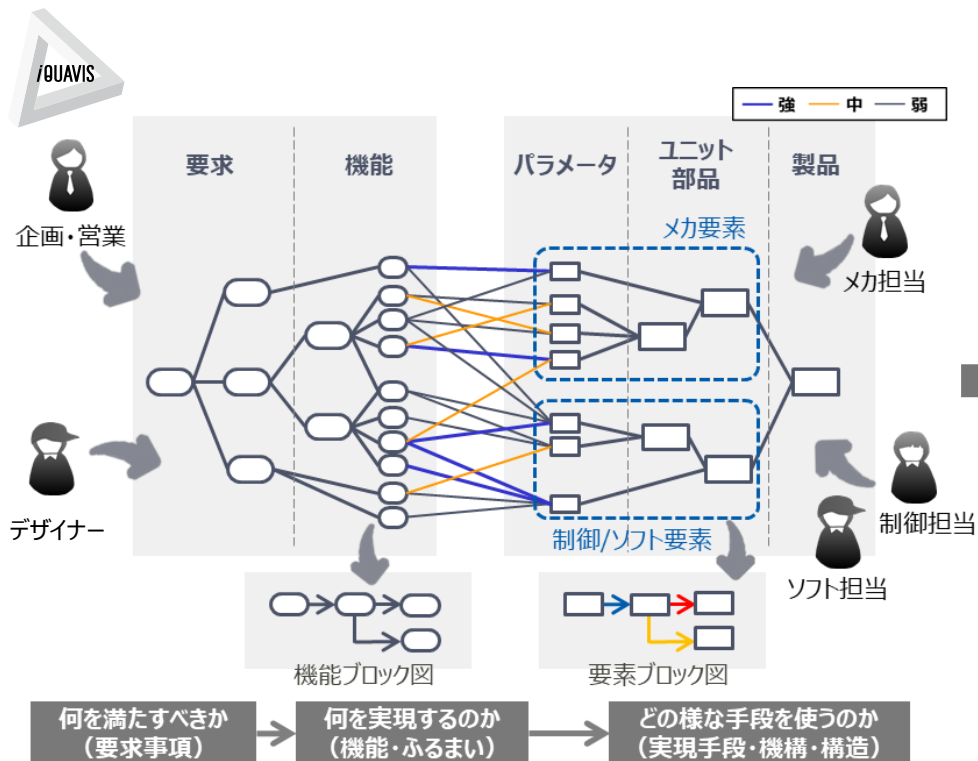 iQUAVIS
強 中 弱
要求
機能
パラメータ
ユニット
部品
製品
企画・営業
メカ要素
メカ担当
デザイナー
制御/ソフト要素
制御担当
ソフト担当
機能ブロック図
要素ブロック図
何を満たすべきか
（要求事項）
何を実現するのか
（機能・ふるまい）
どの様な手段を使うのか
（実現手段・機構・構造）